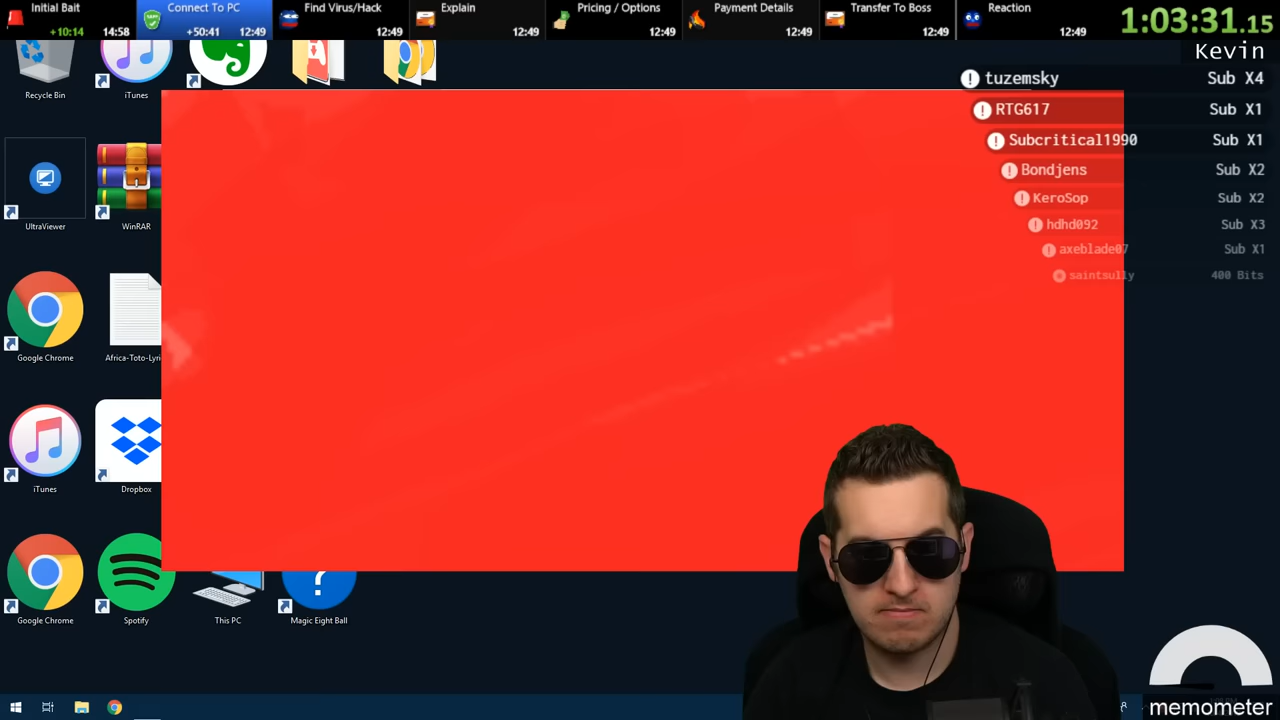 Initial Bait
+10:14 14:58
Connect To PC
+50:41 12:49
Find Virus/Hack
12:49
Explain
12:49
Pricing / Options
12:49
Payment Details
12:49
Transfer To Boss
12:49
Reaction
12:49
1:03:31.15
Kevin
tuzemsky Sub X4
RTG617 Sub X1
Subcritical1990 Sub X1
Bondjens Sub X2
KeroSop Sub X2
hdhd092 Sub X3
axeblade07 Sub X1
saintsully 400 Bits
Recycle Bin
iTunes
UltraViewer
WinRAR
Google Chrome
Africa-Toto-Lyri
iTunes
Dropbox
Google Chrome
Spotify
This PC
Magic Eight Ball
memometer